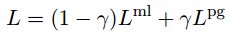 L = (1 − γ)L^ml + γL^pg